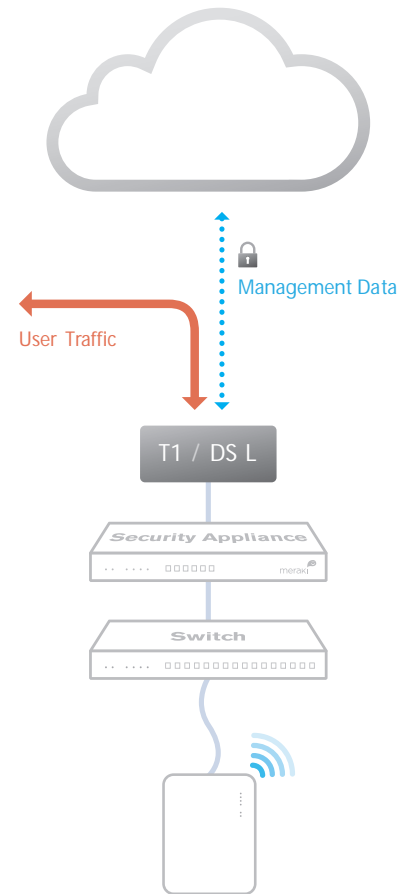 Management Data
User Traffic
T1 / DS L
Security Appliance
meraki
Switch